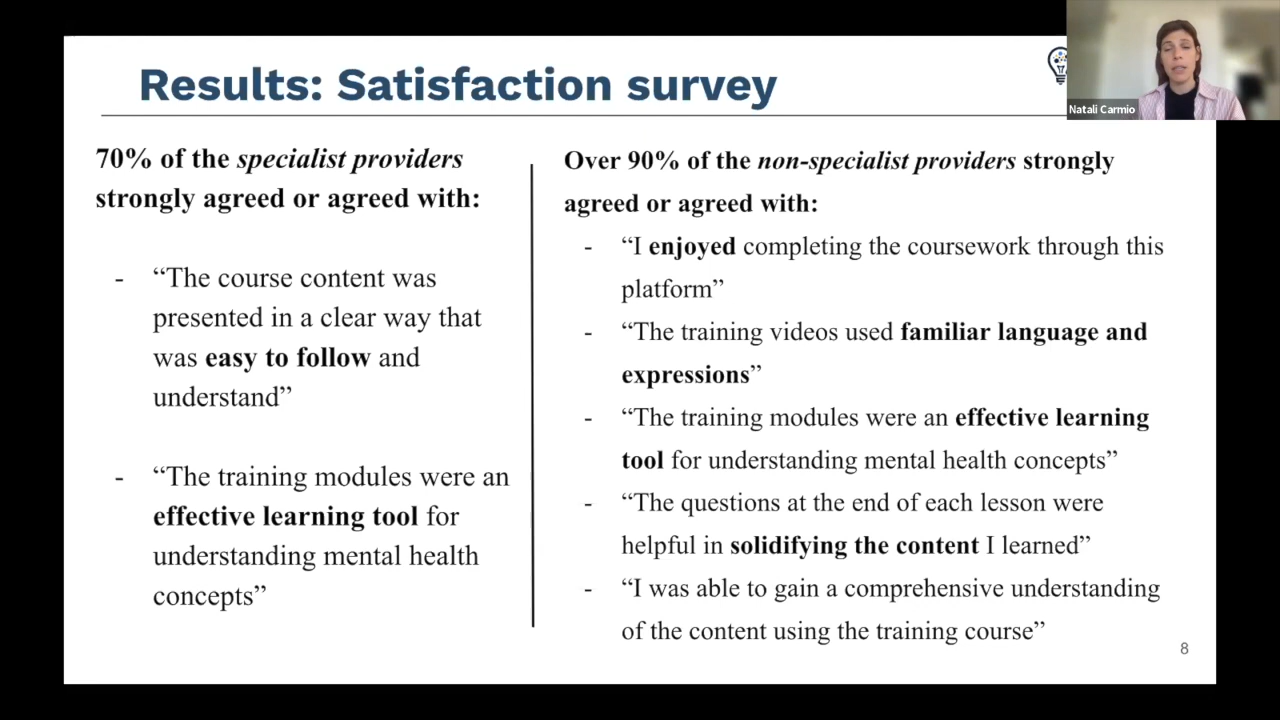 Results: Satisfaction survey
Natali Carmio
70% of the specialist providers
strongly agreed or agreed with:
- “The course content was
presented in a clear way that
was easy to follow and
understand”
- “The training modules were an
effective learning tool for
understanding mental health
concepts”
Over 90% of the non-specialist providers strongly
agreed or agreed with:
- “I enjoyed completing the coursework through this
platform”
- “The training videos used familiar language and
expressions”
- “The training modules were an effective learning
tool for understanding mental health concepts”
- “The questions at the end of each lesson were
helpful in solidifying the content I learned”
- “I was able to gain a comprehensive understanding
of the content using the training course”
8